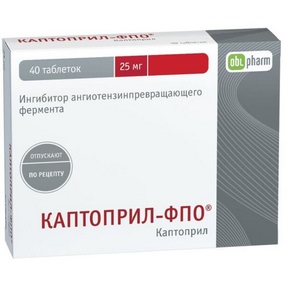 40 таблеток 25 мг
obl pharm
Ингибитор ангиотензинпревращающего
фермента
ОТПУСКАЮТ
ПО РЕЦЕПТУ
КАПТОПРИЛ-ФПО®
Каптоприл